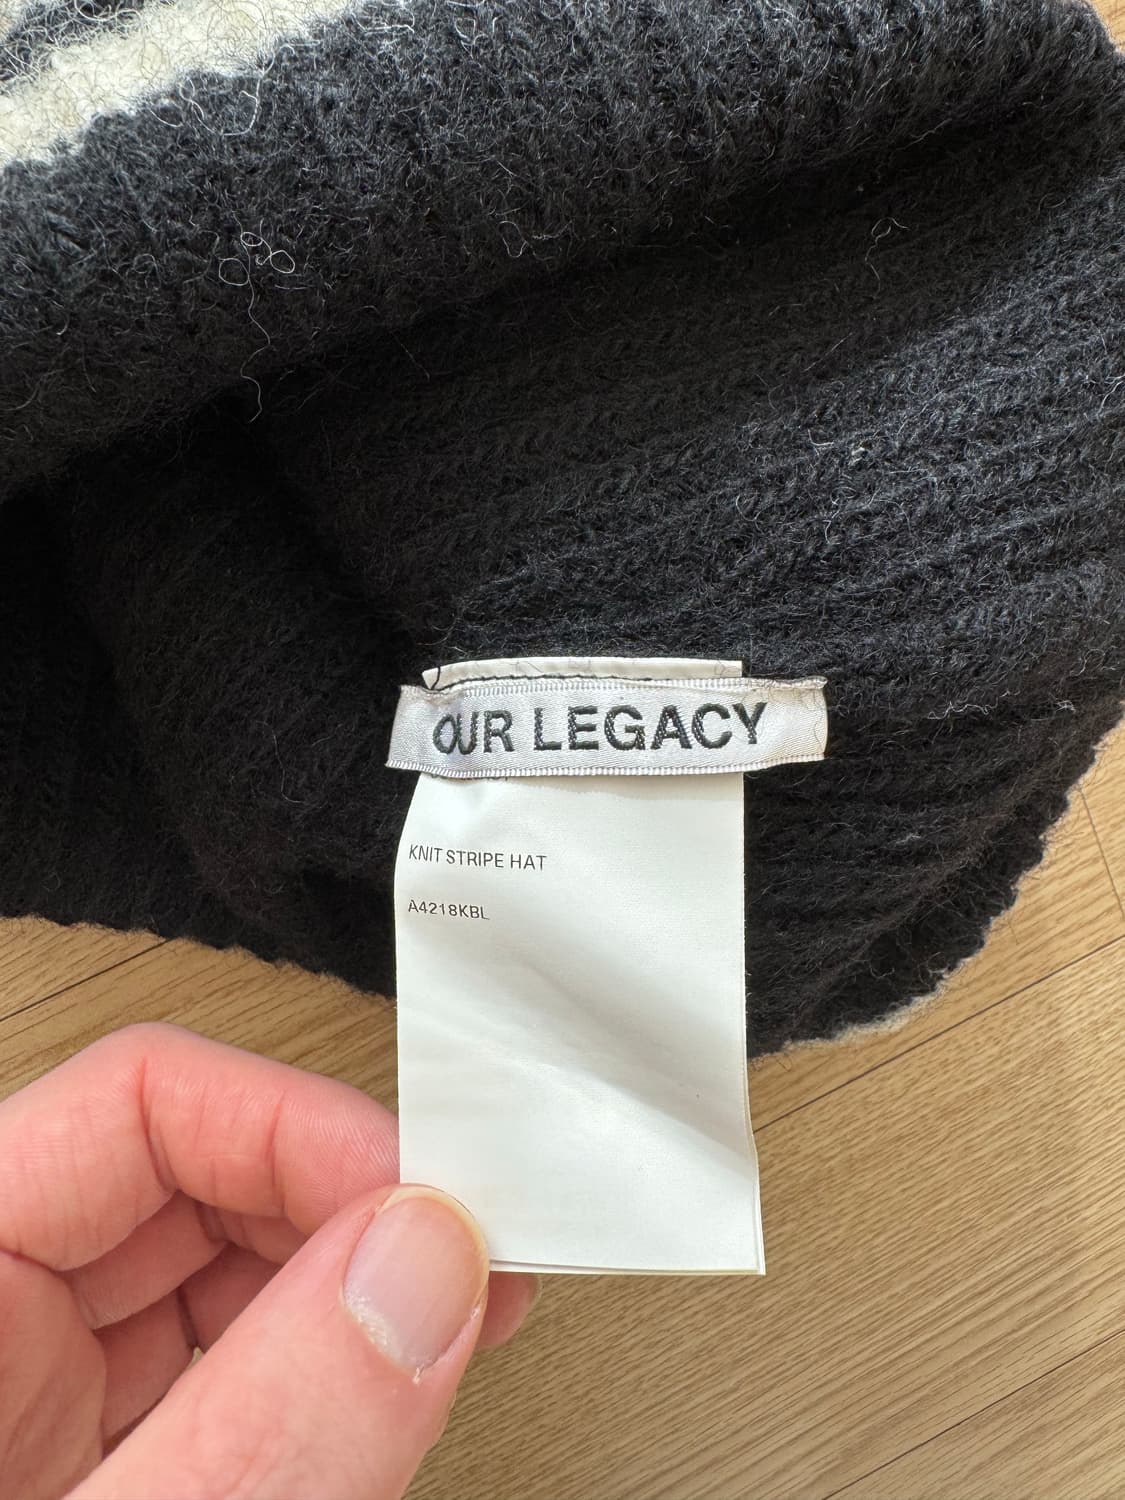 OUR LEGACY
KNIT STRIPE HAT
A4218KBL